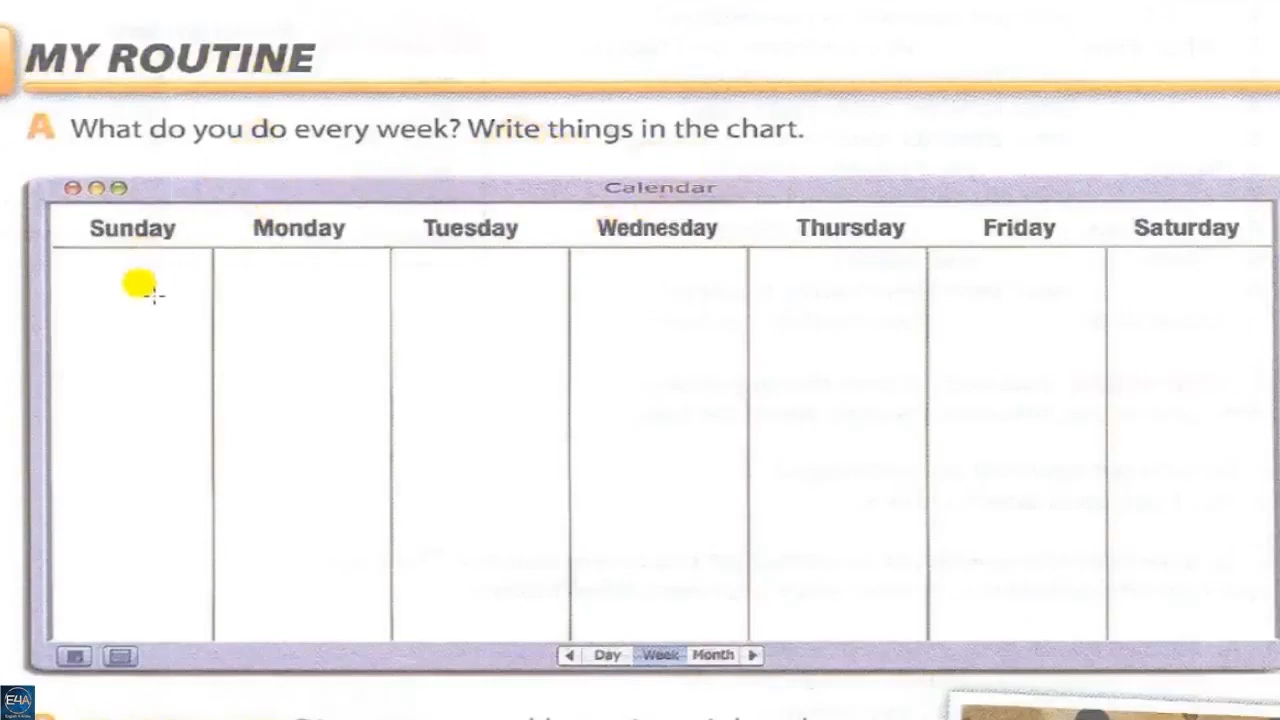 MY ROUTINE
A What do you do every week? Write things in the chart.
Calendar
Sunday Monday Tuesday Wednesday Thursday Friday Saturday
Day Week Month
E4A